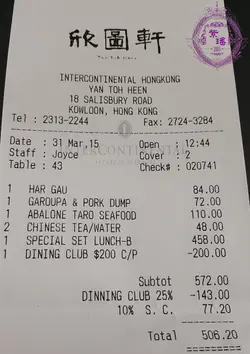 欣圖軒
Yan Toh Heen
INTERCONTINENTAL HONGKONG
YAN TOH HEEN
18 SALISBURY ROAD
KOWLOON, HONG KONG
Tel : 2313-2244 Fax: 2724-3284
Date : 31 Mar,15 Open : 12:44
Staff : Joyce Cover : 2
Table : 43 Check# : 020741
1 HAR GAU 84.00
1 GAROUPA & PORK DUMP 72.00
1 ABALONE TARO SEAFOOD 110.00
2 CHINESE TEA/WATER 48.00
1 SPECIAL SET LUNCH-B 458.00
1 DINING CLUB $200 C/P -200.00
Subtot 572.00
DINNING CLUB 25% -143.00
10% S. C. 77.20
Total 506.20